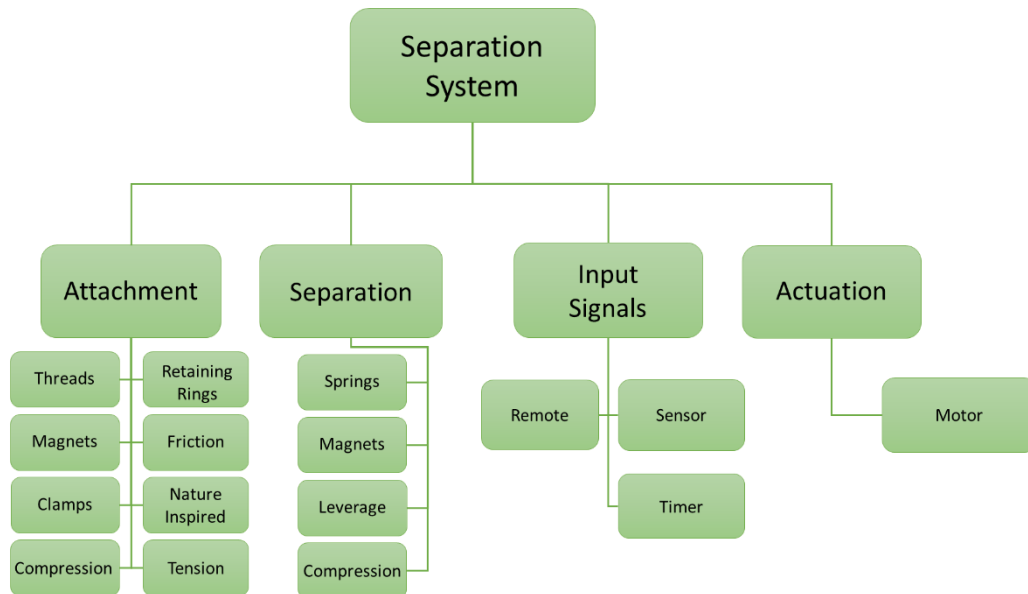 Separation
System
Attachment
Separation
Input
Signals
Actuation
Threads
Retaining
Rings
Magnets
Friction
Clamps
Nature
Inspired
Compression
Tension
Springs
Magnets
Leverage
Compression
Remote
Sensor
Timer
Motor